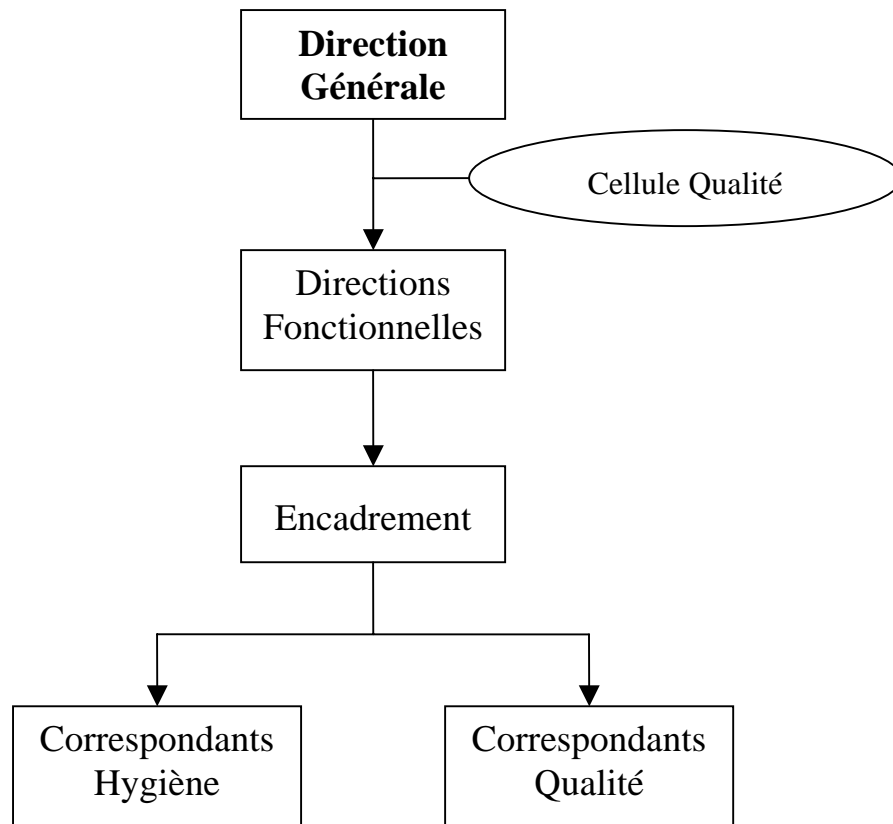 Direction
Générale
Cellule Qualité
Directions
Fonctionnelles
Encadrement
Correspondants
Hygiène
Correspondants
Qualité